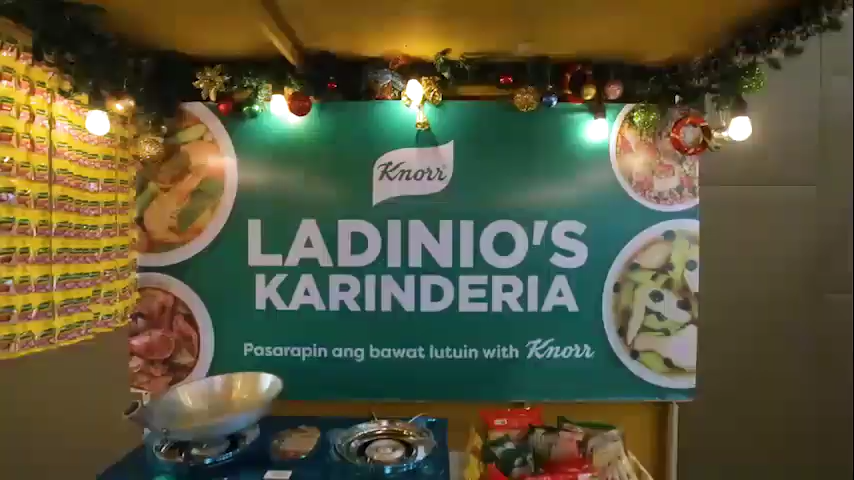 Knorr
LADINIO'S
KARINDERIA
Pasarapin ang bawat lutuin with Knorr